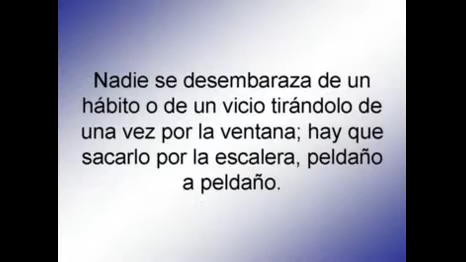 Nadie se desembaraza de un
hábito o de un vicio tirándolo de
una vez por la ventana; hay que
sacarlo por la escalera, peldaño
a peldaño.